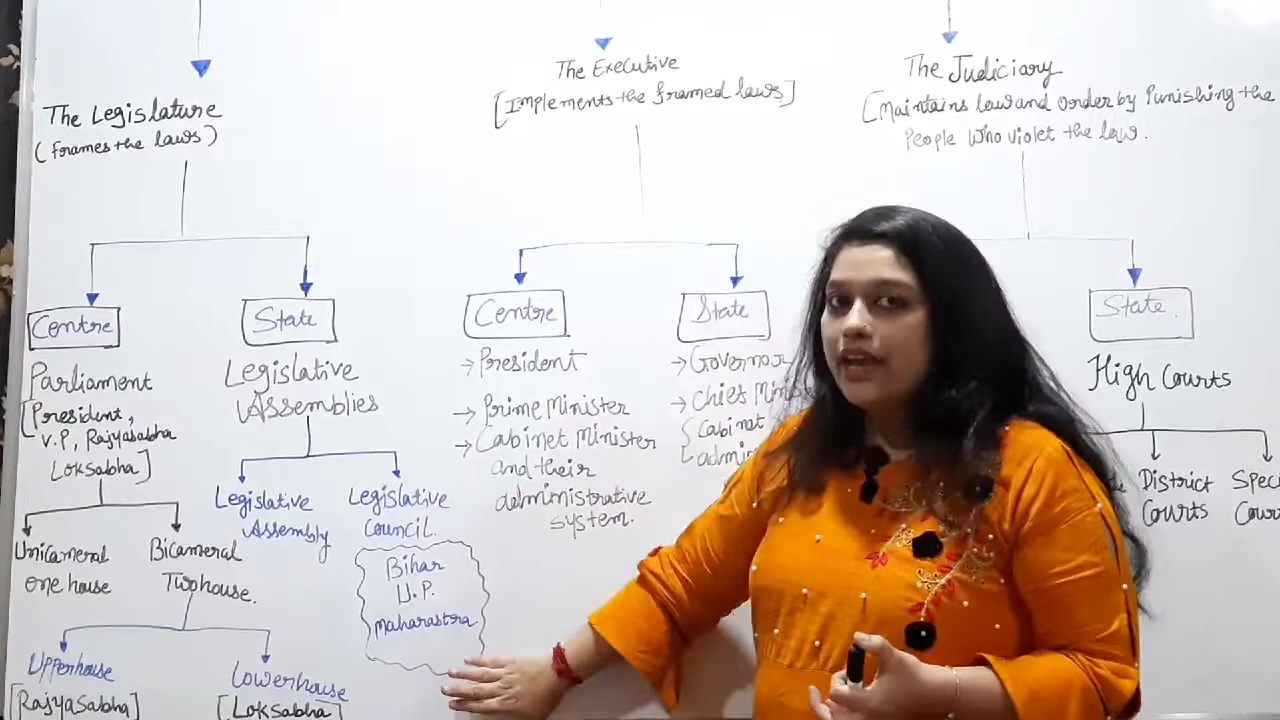 The Legislature
(frames the laws)
Centre
State
Parliament
[President,
V.P, Rajyasabha
Loksabha]
Legislative
Assemblies
Legislative
Assembly
Legislative
Council.
Bihar
U.P.
Maharastra
Unicameral
one house
Bicameral
Two house.
Upperhouse
[Rajyasabha]
Lowerhouse
[Loksabha]
The Executive
[Implements the framed laws]
Centre
→ President
→ Prime Minister
→ Cabinet Minister
and their
administrative
system.
State
→ Governor
→ Chief
Cabinet
The Judiciary
[Maintains law and order by Punishing the
People who violet the law.
State.
High Courts
District
Courts